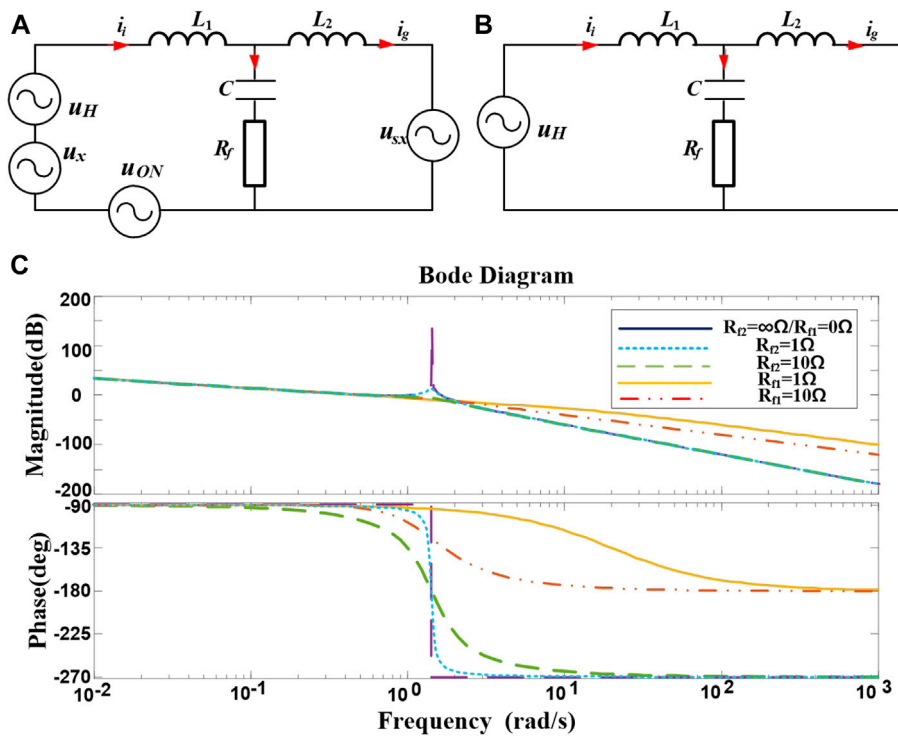 A
i_i
L_1
L_2
i_g
C
R_f
u_H
u_x
u_ON
u_sx
B
i_i
L_1
L_2
i_g
C
R_f
u_H
C
Bode Diagram
Magnitude(dB)
200
100
0
-100
-200
R_f2=∞Ω/R_f1=0Ω
R_f2=1Ω
R_f2=10Ω
R_f1=1Ω
R_f1=10Ω
Phase(deg)
-90
-135
-180
-225
-270
10^-2
10^-1
10^0
10^1
10^2
10^3
Frequency (rad/s)